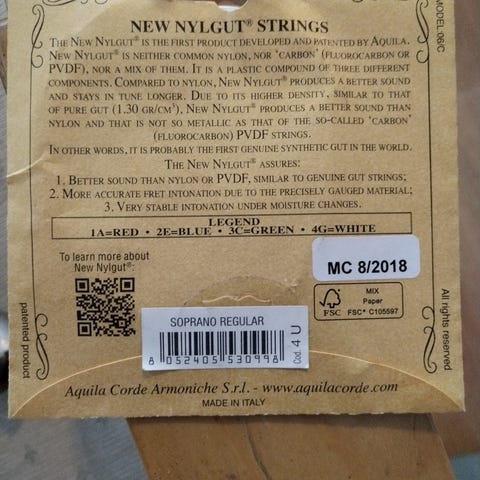 NEW NYLGUT® STRINGS
THE NEW NYLGUT® IS THE FIRST PRODUCT DEVELOPED AND PATENTED BY AQUILA.
NEW NYLGUT® IS NEITHER COMMON NYLON, NOR 'CARBON' (FLUOROCARBON OR
PVDF), NOR A MIX OF THEM. IT IS A PLASTIC COMPOUND OF THREE DIFFERENT
COMPONENTS. COMPARED TO NYLON, NEW NYLGUT® PRODUCES A BETTER SOUND
AND STAYS IN TUNE LONGER. DUE TO ITS HIGHER DENSITY, SIMILAR TO THAT
OF PURE GUT (1.30 GR/CM³), NEW NYLGUT® PRODUCES A BETTER SOUND THAN
NYLON AND THAT IS NOT SO METALLIC AS THAT OF THE SO-CALLED 'CARBON'
(FLUOROCARBON) PVDF STRINGS.
IN OTHER WORDS, IT IS PROBABLY THE FIRST GENUINE SYNTHETIC GUT IN THE WORLD.
THE NEW NYLGUT® ASSURES:
1. BETTER SOUND THAN NYLON OR PVDF, SIMILAR TO GENUINE GUT STRINGS;
2. MORE ACCURATE FRET INTONATION DUE TO THE PRECISELY GAUGED MATERIAL;
3. VERY STABLE INTONATION UNDER MOISTURE CHANGES.
LEGEND
1A=RED • 2E=BLUE • 3C=GREEN • 4G=WHITE
To learn more about
New Nylgut®:
MC 8/2018
FSC
MIX
Paper
FSC® C105597
SOPRANO REGULAR
8 052405 530998
Cod. 4 U
patented product
All rights reserved
MODEL:06/C
Aquila Corde Armoniche S.r.l. - www.aquilacorde.com
MADE IN ITALY